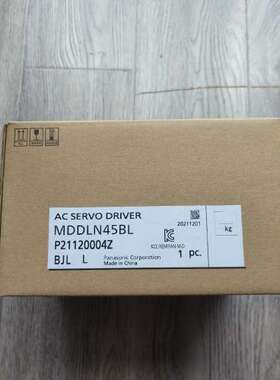 AC SERVO DRIVER
MDDLN45BL
20211201
kg
P21120004Z
1 pc.
BJL L
Panasonic Corporation
Made in China